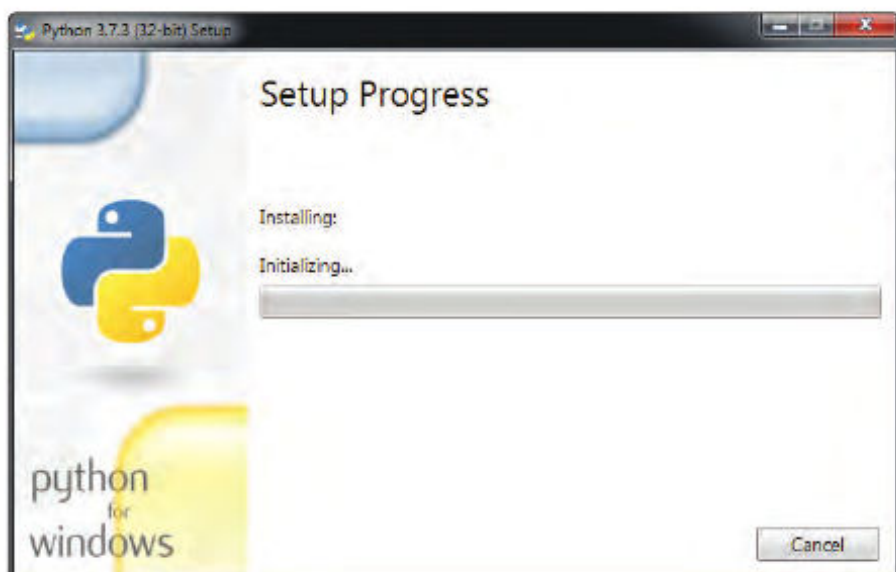 Python 3.7.3 (32-bit) Setup
Setup Progress
Installing:
Initializing...
python
for
windows
Cancel